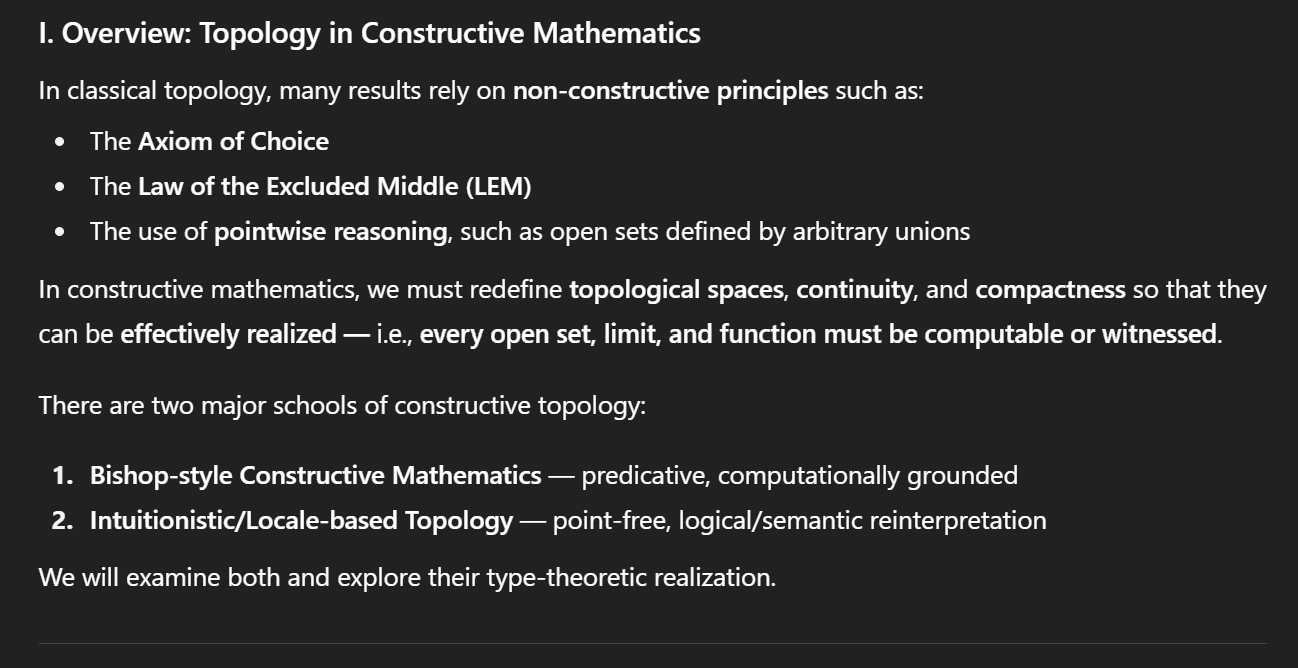 I. Overview: Topology in Constructive Mathematics
In classical topology, many results rely on non-constructive principles such as:
• The Axiom of Choice
• The Law of the Excluded Middle (LEM)
• The use of pointwise reasoning, such as open sets defined by arbitrary unions
In constructive mathematics, we must redefine topological spaces, continuity, and compactness so that they
can be effectively realized — i.e., every open set, limit, and function must be computable or witnessed.
There are two major schools of constructive topology:
1. Bishop-style Constructive Mathematics — predicative, computationally grounded
2. Intuitionistic/Locale-based Topology — point-free, logical/semantic reinterpretation
We will examine both and explore their type-theoretic realization.